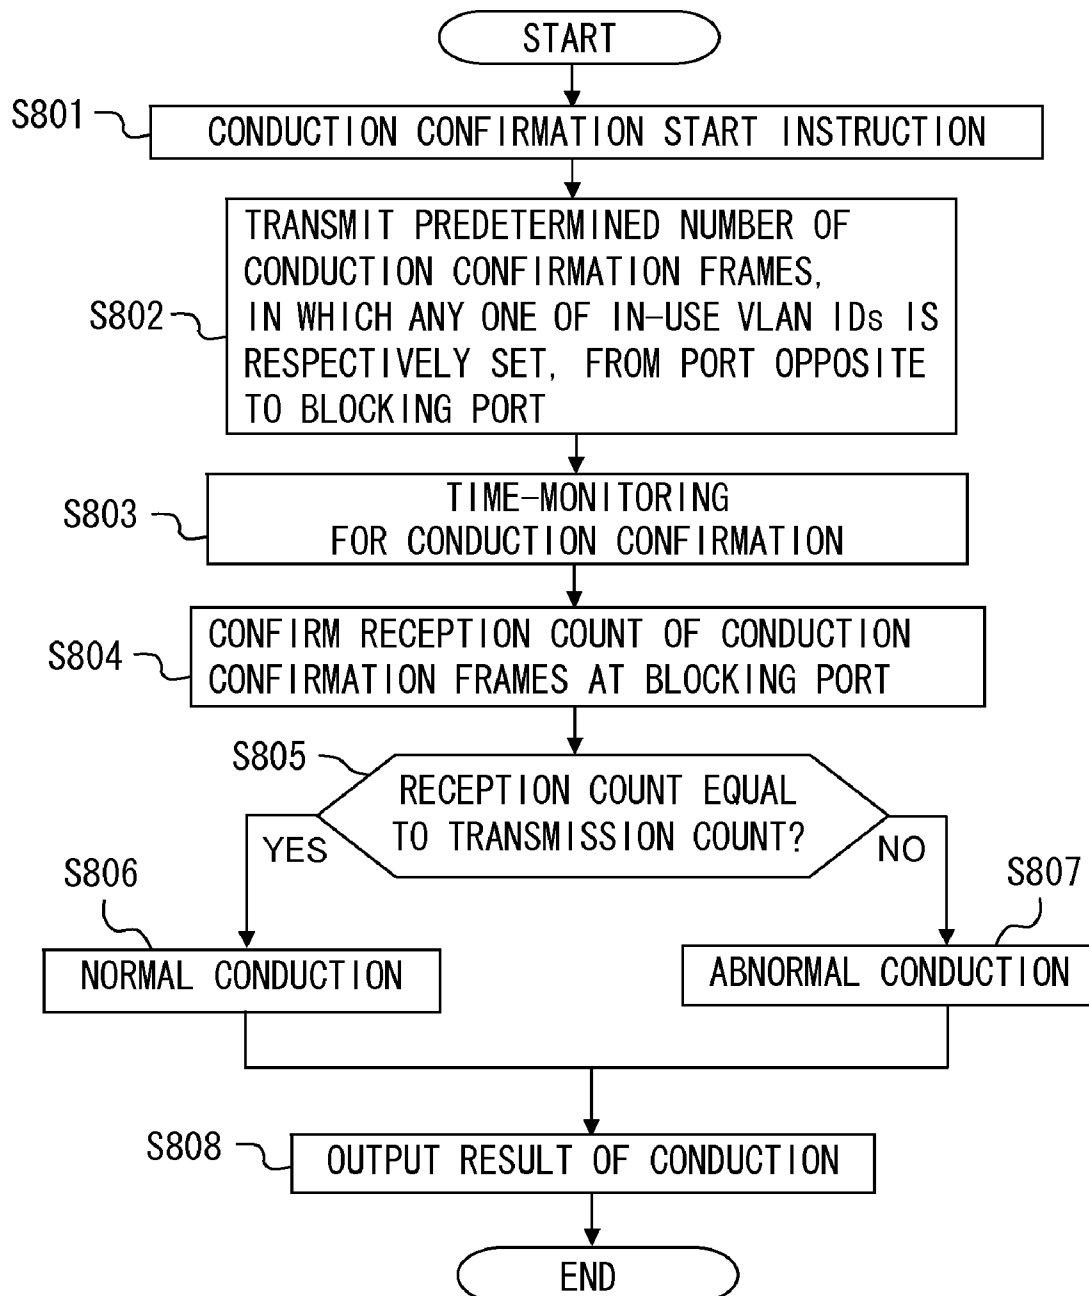 START
S801
CONDUCTION CONFIRMATION START INSTRUCTION
S802
TRANSMIT PREDETERMINED NUMBER OF
CONDUCTION CONFIRMATION FRAMES,
IN WHICH ANY ONE OF IN-USE VLAN IDs IS
RESPECTIVELY SET, FROM PORT OPPOSITE
TO BLOCKING PORT
S803
TIME-MONITORING
FOR CONDUCTION CONFIRMATION
S804
CONFIRM RECEPTION COUNT OF CONDUCTION
CONFIRMATION FRAMES AT BLOCKING PORT
S805
RECEPTION COUNT EQUAL
TO TRANSMISSION COUNT?
YES
NO
S806
NORMAL CONDUCTION
S807
ABNORMAL CONDUCTION
S808
OUTPUT RESULT OF CONDUCTION
END